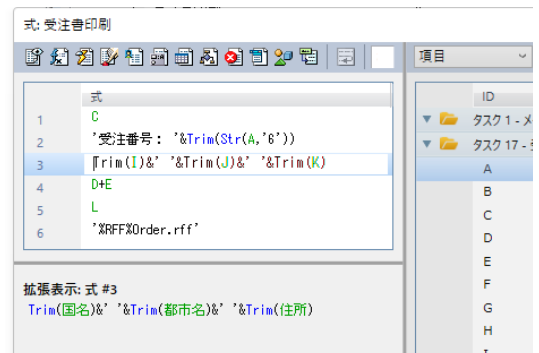 式: 受注書印刷
項目
式
ID
1 C
2 '受注番号： '&Trim(Str(A,'6'))
3 Trim(I)&' '&Trim(J)&' '&Trim(K)
4 D+E
5 L
6 '%RFF%Order.rff'
タスク 1 - メ
タスク 17 -
A
B
C
D
E
F
G
H
拡張表示: 式 #3
Trim(国名)&' '&Trim(都市名)&' '&Trim(住所)